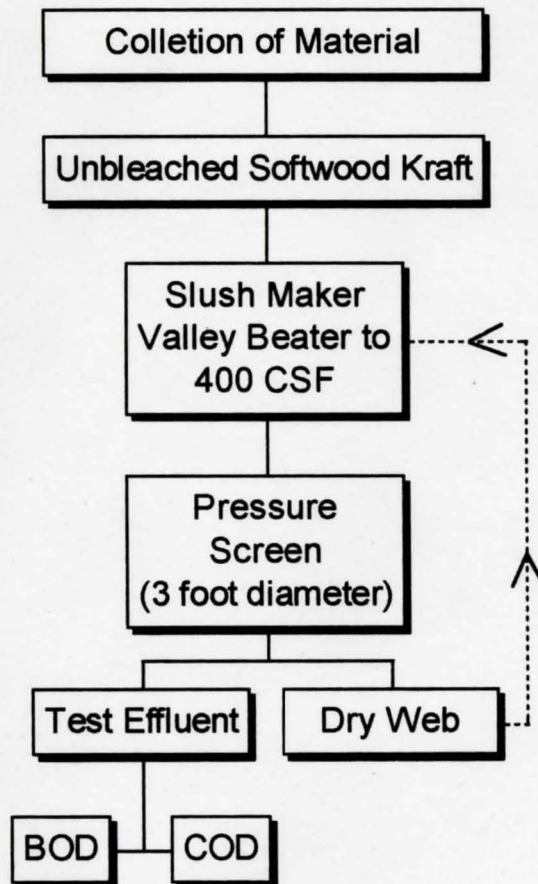 Colletion of Material
Unbleached Softwood Kraft
Slush Maker
Valley Beater to
400 CSF
Pressure
Screen
(3 foot diameter)
Test Effluent
Dry Web
BOD
COD